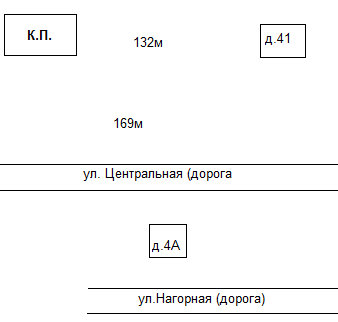 К.П.
132м
д.41
169м
ул. Центральная (дорога
д.4А
ул.Нагорная (дорога)